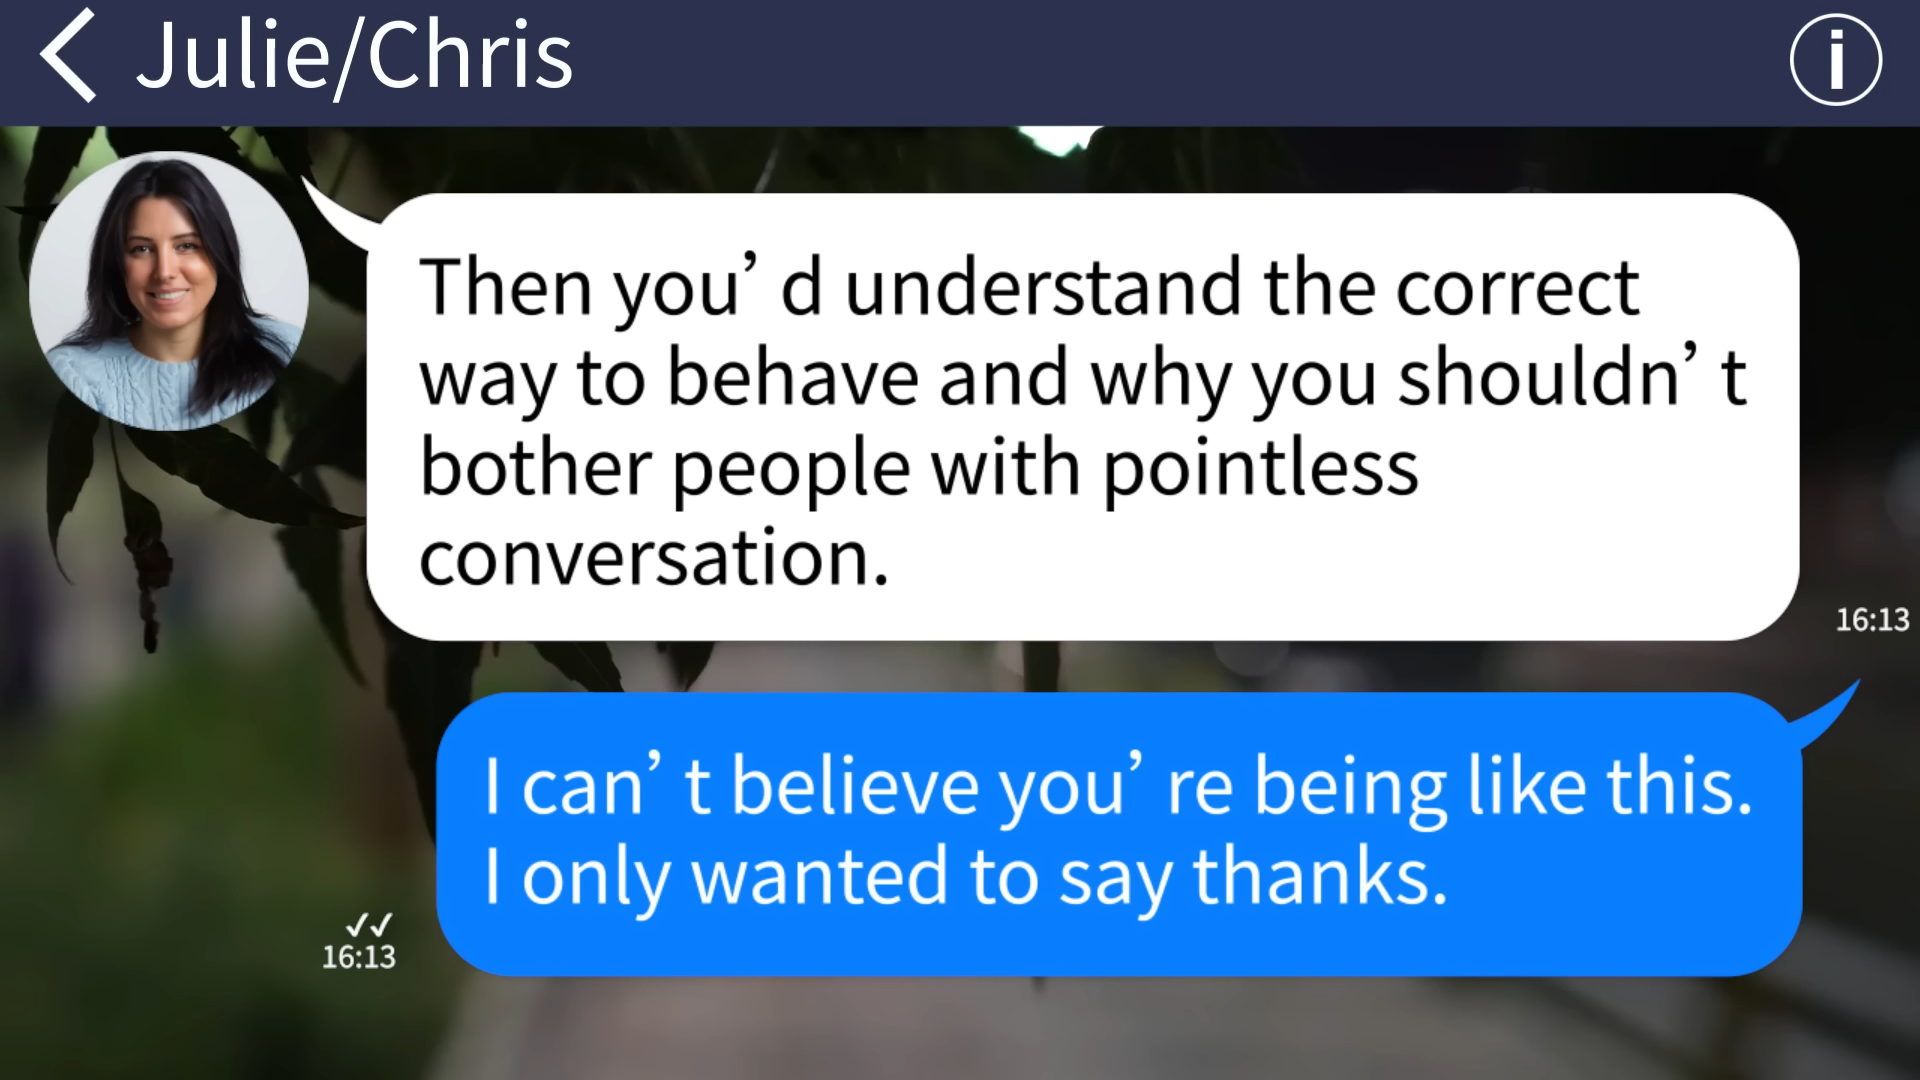 Julie/Chris
Then you’d understand the correct
way to behave and why you shouldn’t
bother people with pointless
conversation.
16:13
I can’t believe you’re being like this.
I only wanted to say thanks.
16:13